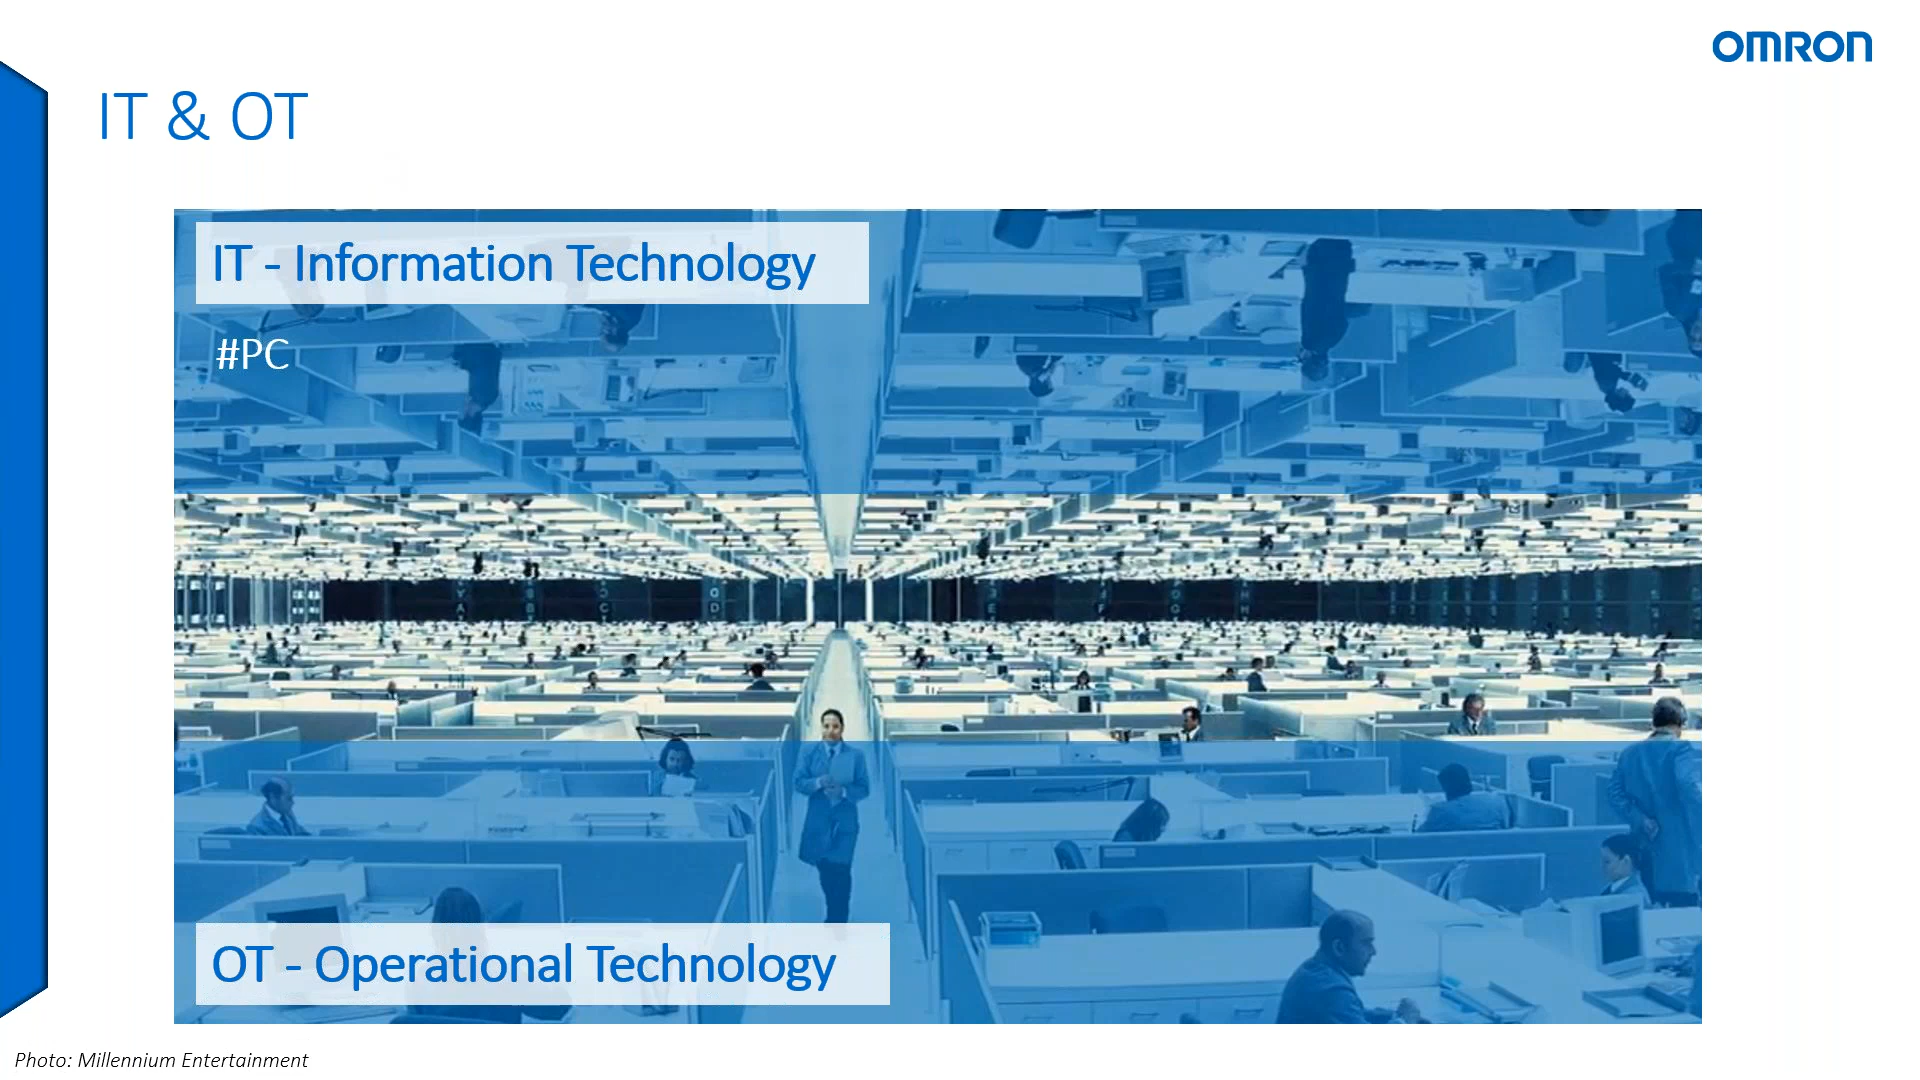 OMRON
IT & OT
IT - Information Technology
#PC
OT - Operational Technology
Photo: Millennium Entertainment